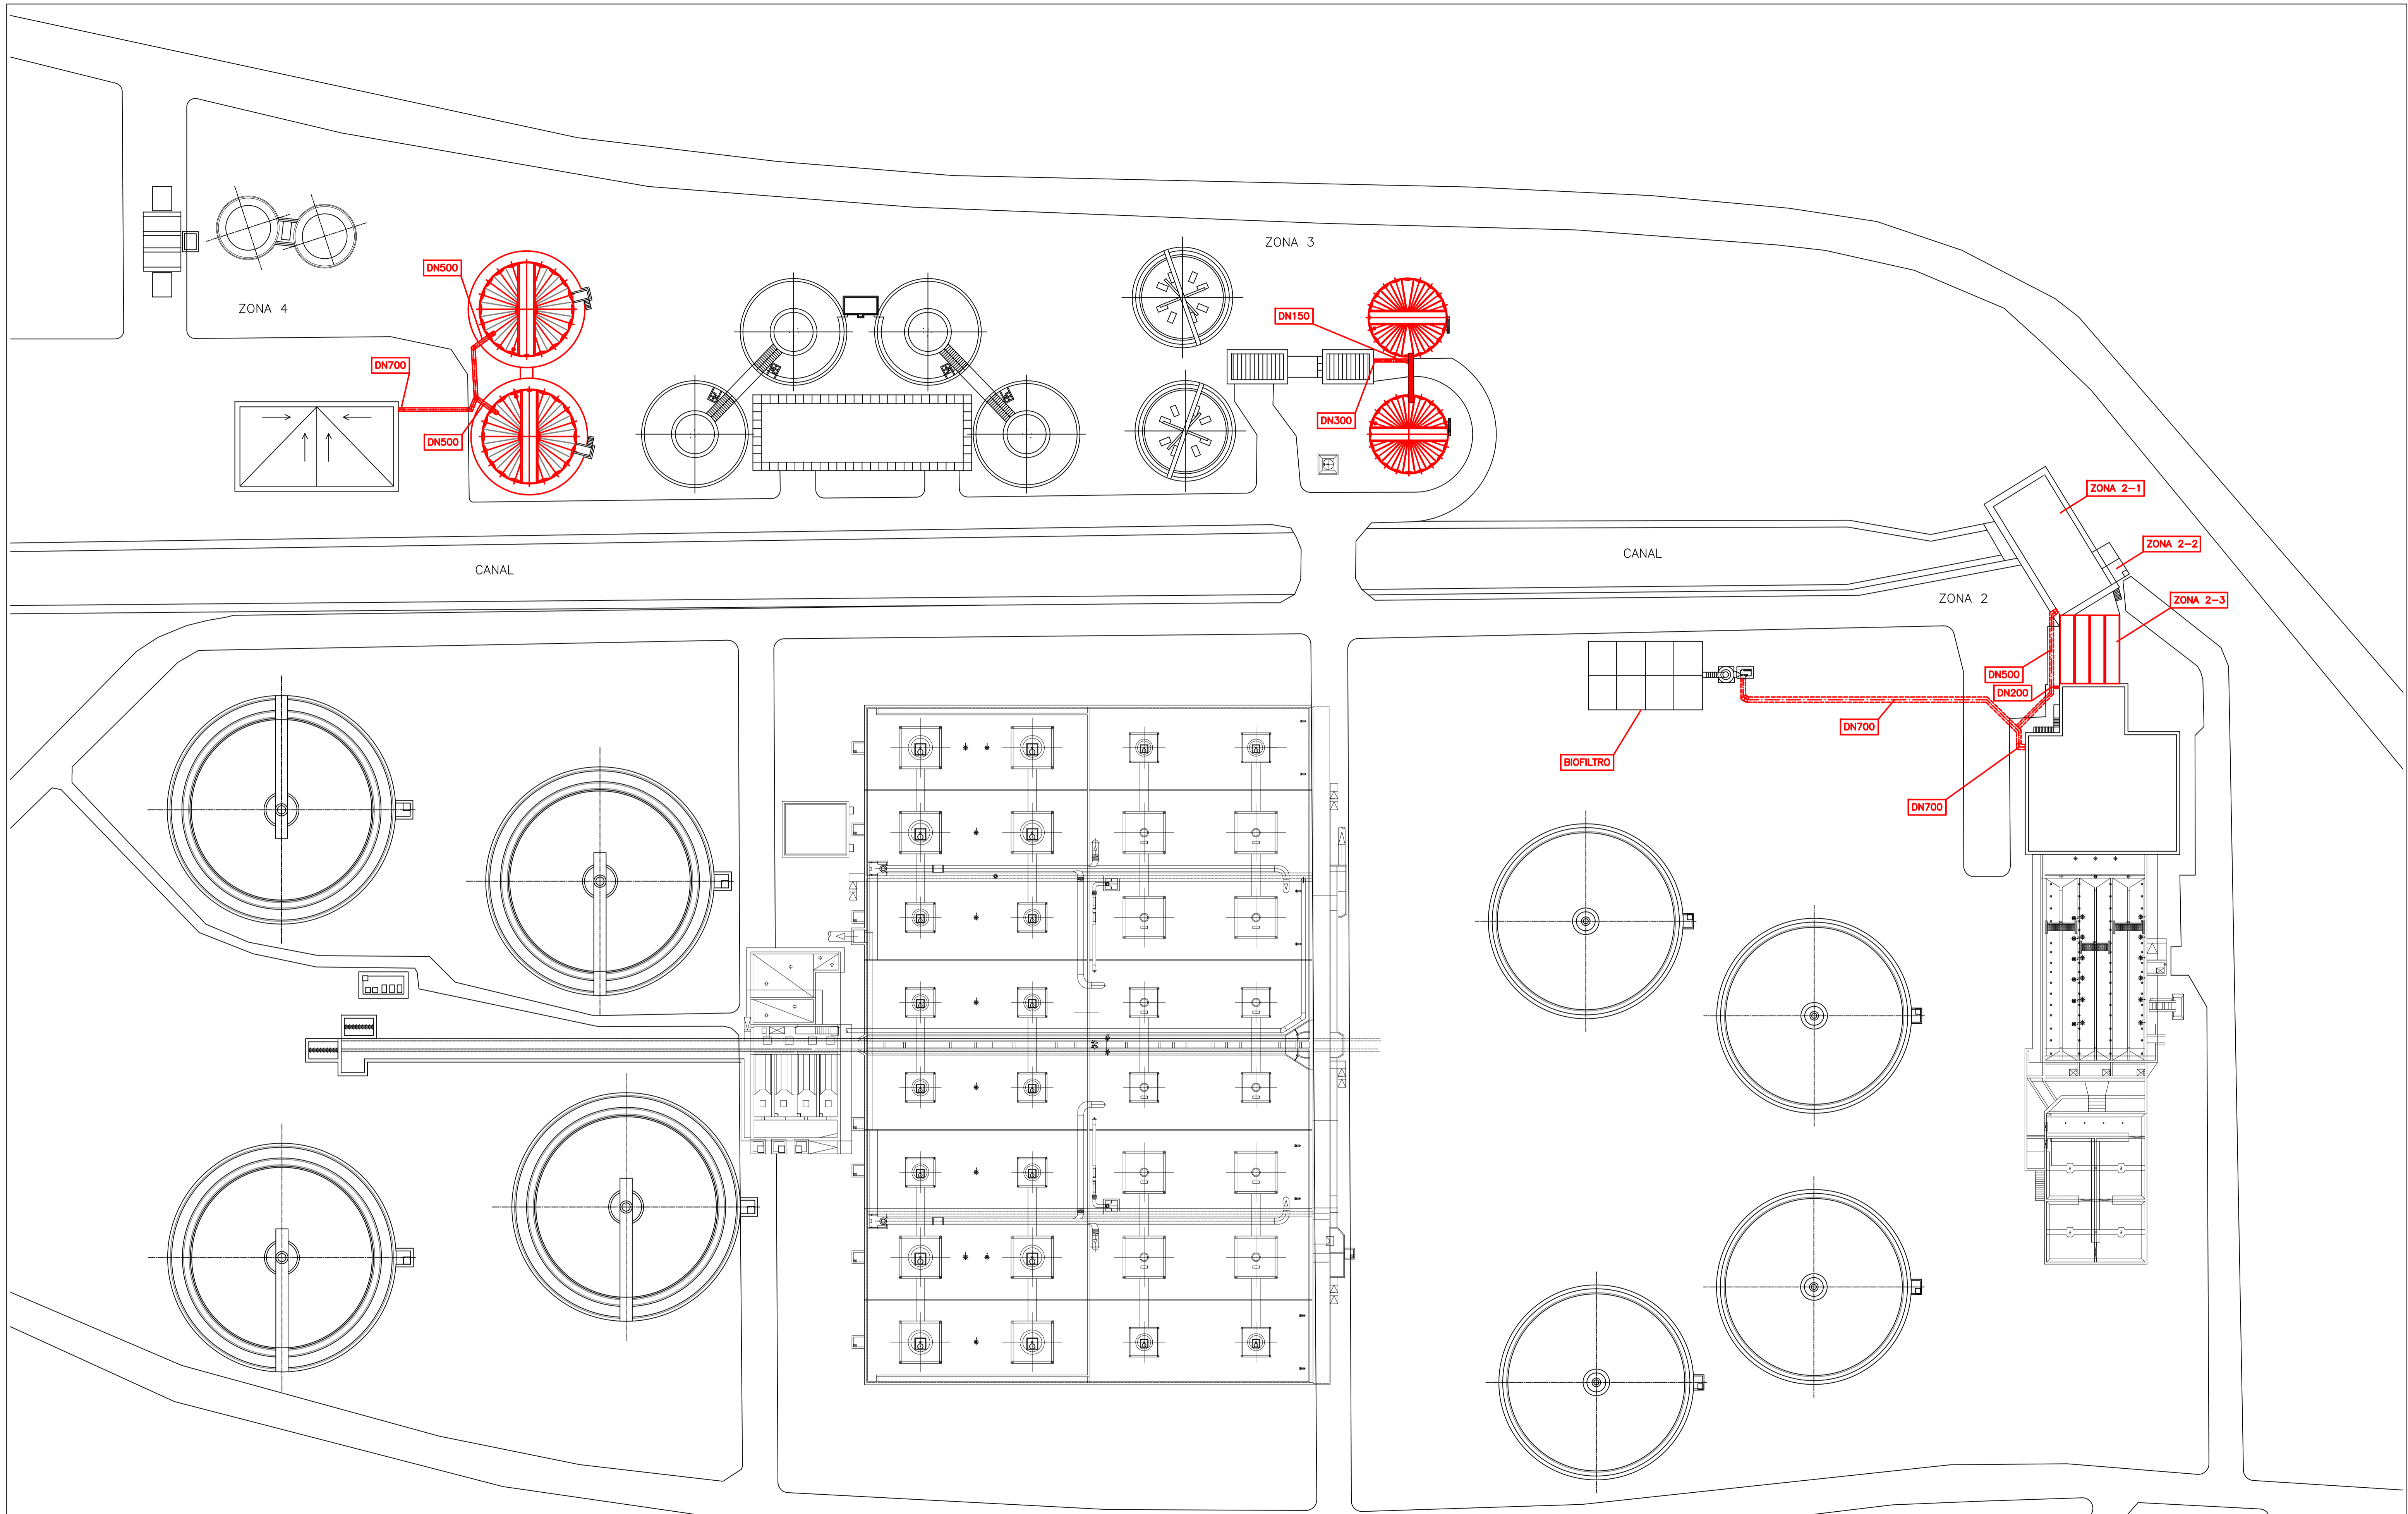 ZONA 3
DN500
ZONA 4
DN150
DN700
DN300
DN500
ZONA 2-1
CANAL
ZONA 2-2
CANAL
ZONA 2
ZONA 2-3
DN500
DN200
DN700
BIOFILTRO
DN700